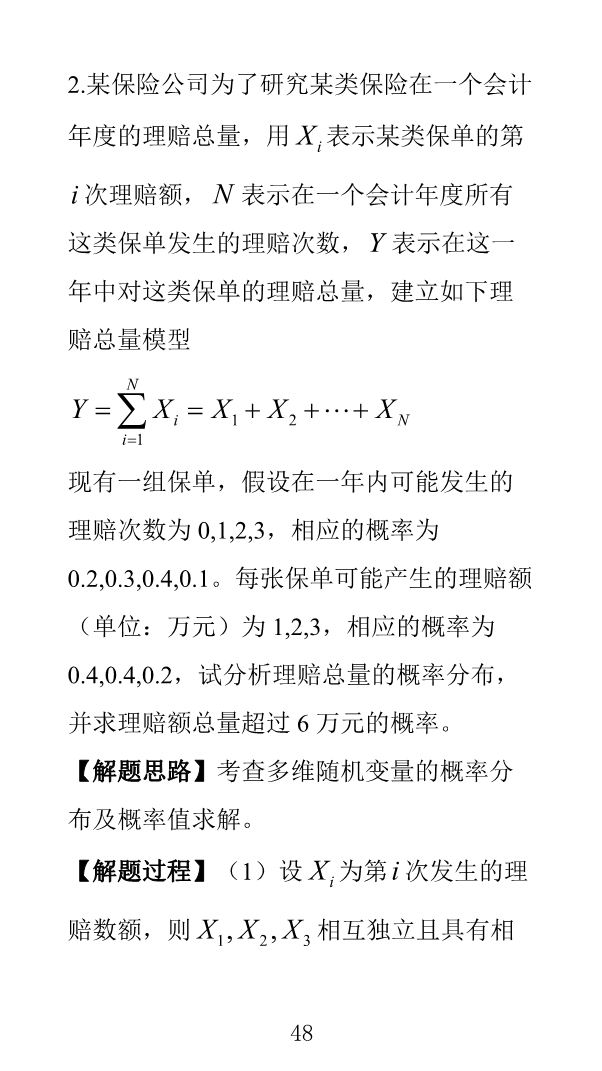 2.某保险公司为了研究某类保险在一个会计
年度的理赔总量，用 X_i 表示某类保单的第
i 次理赔额， N 表示在一个会计年度所有
这类保单发生的理赔次数， Y 表示在这一
年中对这类保单的理赔总量，建立如下理
赔总量模型
Y = \sum_{i=1}^{N} X_i = X_1 + X_2 + \cdots + X_N
现有一组保单，假设在一年内可能发生的
理赔次数为 0,1,2,3，相应的概率为
0.2,0.3,0.4,0.1。每张保单可能产生的理赔额
（单位：万元）为 1,2,3，相应的概率为
0.4,0.4,0.2，试分析理赔总量的概率分布，
并求理赔额总量超过 6 万元的概率。
【解题思路】考查多维随机变量的概率分
布及概率值求解。
【解题过程】（1）设 X_i 为第 i 次发生的理
赔数额，则 X_1, X_2, X_3 相互独立且具有相
48